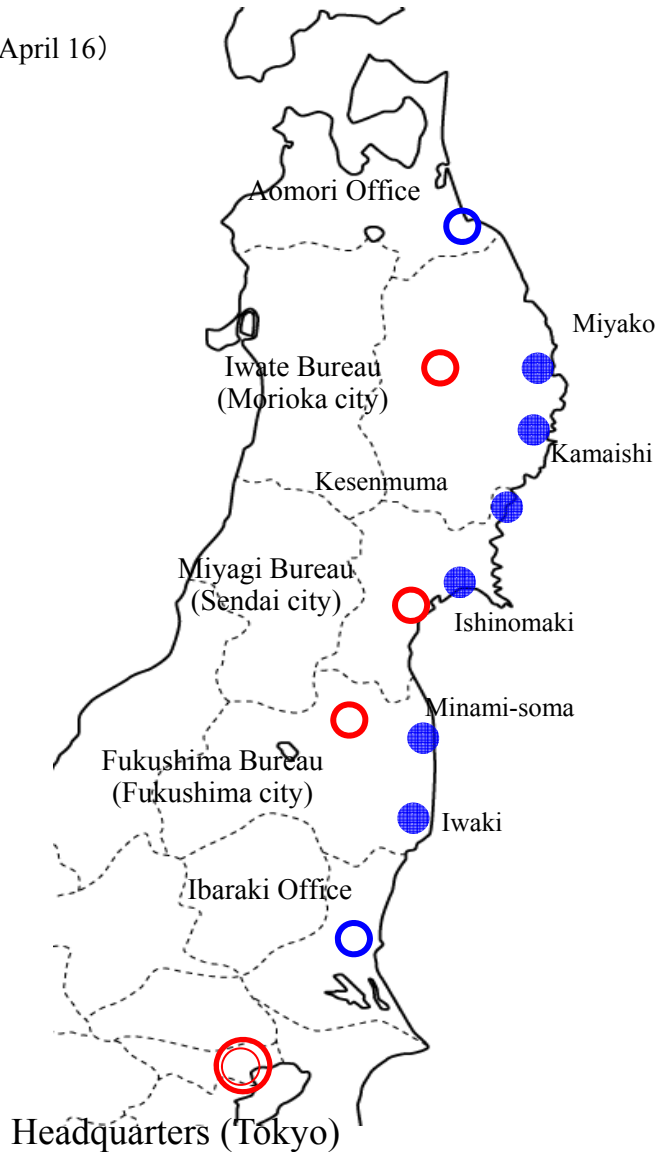 April 16）
Aomori Office
Miyako
Iwate Bureau
(Morioka city)
Kamaishi
Kesenmuma
Miyagi Bureau
(Sendai city)
Ishinomaki
Minami-soma
Fukushima Bureau
(Fukushima city)
Iwaki
Ibaraki Office
Headquarters (Tokyo)